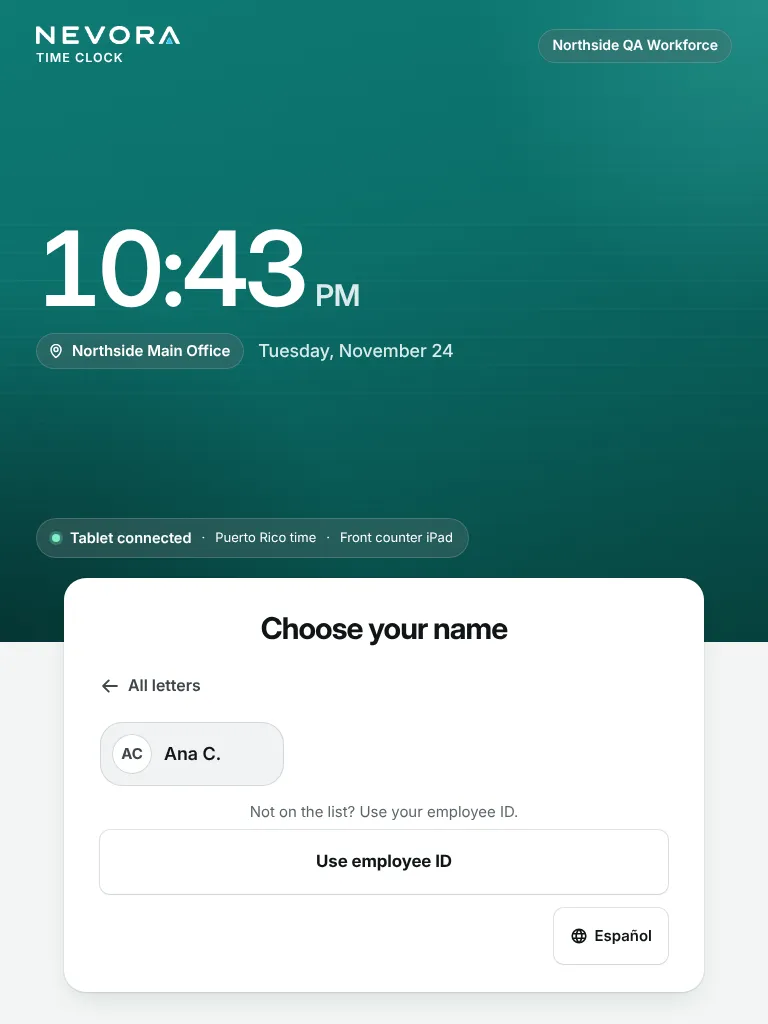 NEVORA
TIME CLOCK
Northside QA Workforce
10:43 PM
Northside Main Office
Tuesday, November 24
Tablet connected · Puerto Rico time · Front counter iPad
Choose your name
All letters
AC
Ana C.
Not on the list? Use your employee ID.
Use employee ID
Español